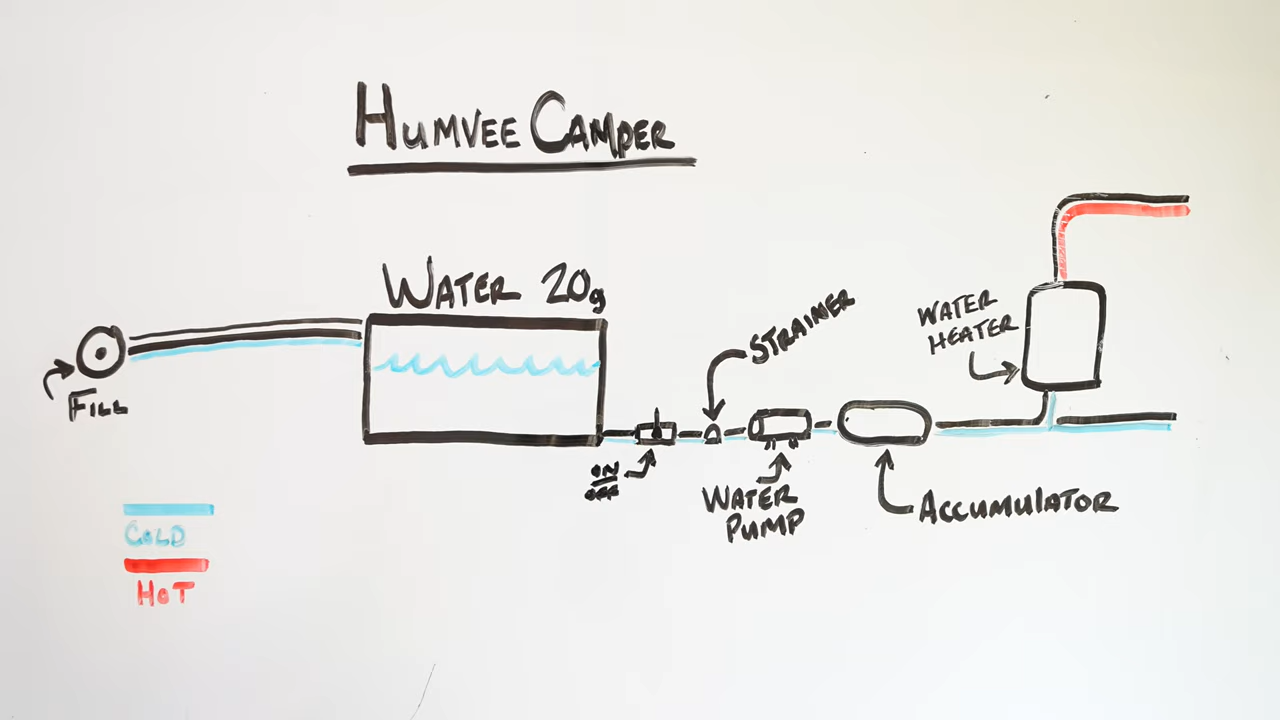 HUMVEE CAMPER
WATER 20g
STRAINER
WATER
HEATER
FILL
ON
OFF
WATER
PUMP
ACCUMULATOR
COLD
HOT